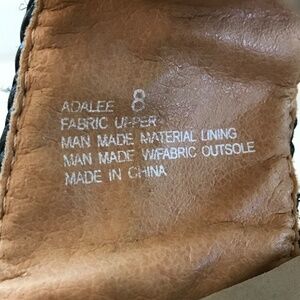 ADALEE 8
FABRIC UPPER
MAN MADE MATERIAL LINING
MAN MADE W/FABRIC OUTSOLE
MADE IN CHINA